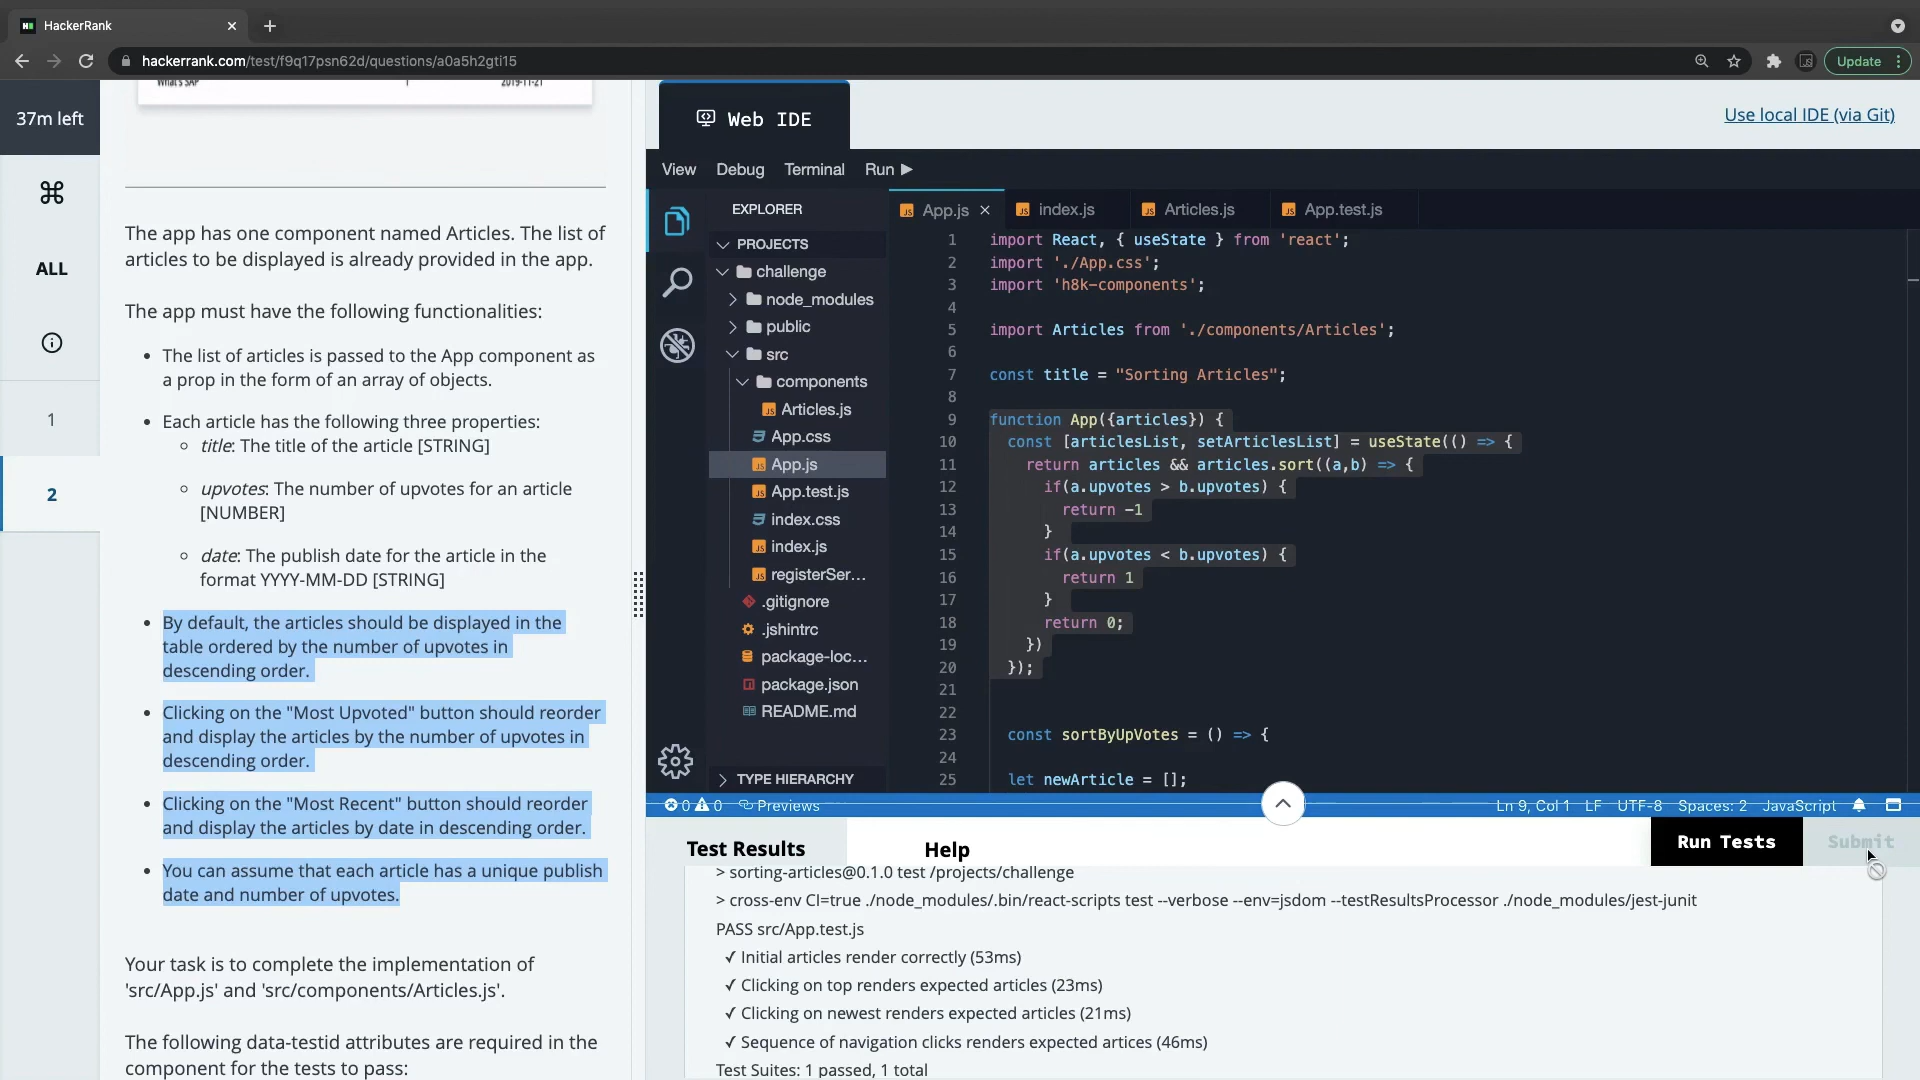 HackerRank
hackerrank.com/test/f9q17psn62d/questions/a0a5h2gti15
Update
What's SAP 1 2019-11-21
37m left
ALL
1
2
The app has one component named Articles. The list of
articles to be displayed is already provided in the app.
The app must have the following functionalities:
The list of articles is passed to the App component as
a prop in the form of an array of objects.
Each article has the following three properties:
title: The title of the article [STRING]
upvotes: The number of upvotes for an article
[NUMBER]
date: The publish date for the article in the
format YYYY-MM-DD [STRING]
By default, the articles should be displayed in the
table ordered by the number of upvotes in
descending order.
Clicking on the "Most Upvoted" button should reorder
and display the articles by the number of upvotes in
descending order.
Clicking on the "Most Recent" button should reorder
and display the articles by date in descending order.
You can assume that each article has a unique publish
date and number of upvotes.
Your task is to complete the implementation of
'src/App.js' and 'src/components/Articles.js'.
The following data-testid attributes are required in the
component for the tests to pass:
Web IDE
Use local IDE (via Git)
View Debug Terminal Run
EXPLORER
PROJECTS
challenge
node_modules
public
src
components
Articles.js
App.css
App.js
App.test.js
index.css
index.js
registerSer...
.gitignore
.jshintrc
package-loc...
package.json
README.md
TYPE HIERARCHY
App.js index.js Articles.js App.test.js
1 import React, { useState } from 'react';
2 import './App.css';
3 import 'h8k-components';
4
5 import Articles from './components/Articles';
6
7 const title = "Sorting Articles";
8
9 function App({articles}) {
10 const [articlesList, setArticlesList] = useState(() => {
11 return articles && articles.sort((a,b) => {
12 if(a.upvotes > b.upvotes) {
13 return -1
14 }
15 if(a.upvotes < b.upvotes) {
16 return 1
17 }
18 return 0;
19 })
20 });
21
22
23 const sortByUpVotes = () => {
24
25 let newArticle = [];
0 0 Previews Ln 9, Col 1 LF UTF-8 Spaces: 2 JavaScript
Test Results Help Run Tests Submit
> sorting-articles@0.1.0 test /projects/challenge
> cross-env CI=true ./node_modules/.bin/react-scripts test --verbose --env=jsdom --testResultsProcessor ./node_modules/jest-junit
PASS src/App.test.js
✓ Initial articles render correctly (53ms)
✓ Clicking on top renders expected articles (23ms)
✓ Clicking on newest renders expected articles (21ms)
✓ Sequence of navigation clicks renders expected artices (46ms)
Test Suites: 1 passed, 1 total